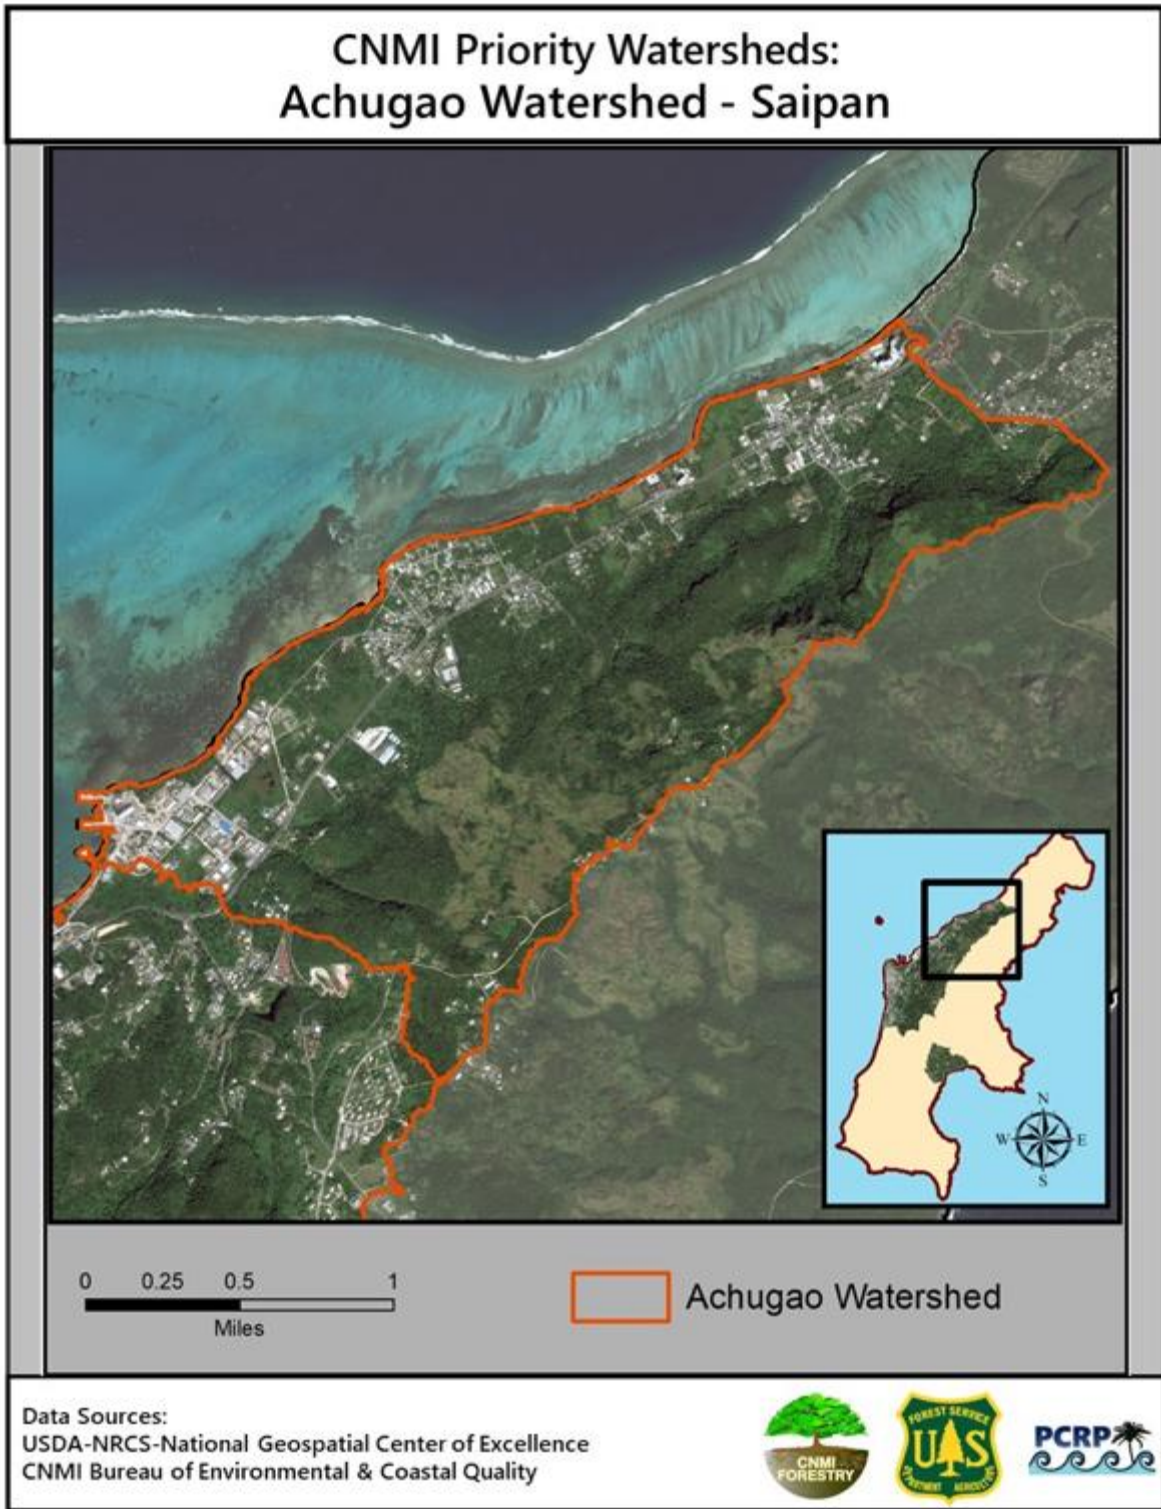 CNMI Priority Watersheds:
Achugao Watershed - Saipan
N
W E
S
0 0.25 0.5 1
Miles
Achugao Watershed
Data Sources:
USDA-NRCS-National Geospatial Center of Excellence
CNMI Bureau of Environmental & Coastal Quality
CNMI
FORESTRY
FOREST SERVICE
U S
DEPARTMENT OF AGRICULTURE
PCRP